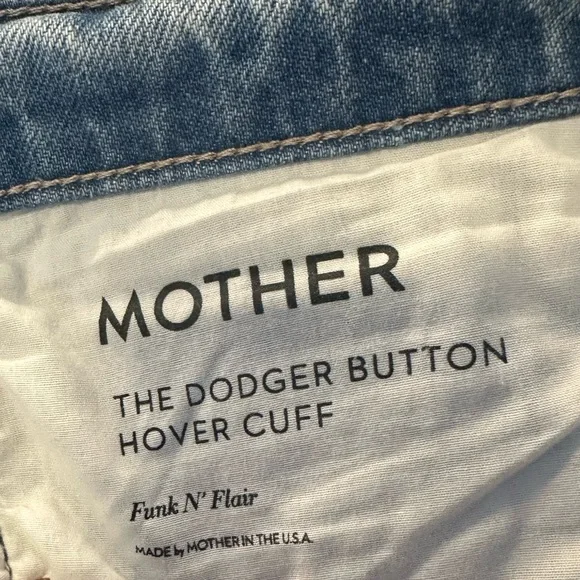 MOTHER
THE DODGER BUTTON
HOVER CUFF
Funk N' Flair
MADE by MOTHER IN THE U.S.A.